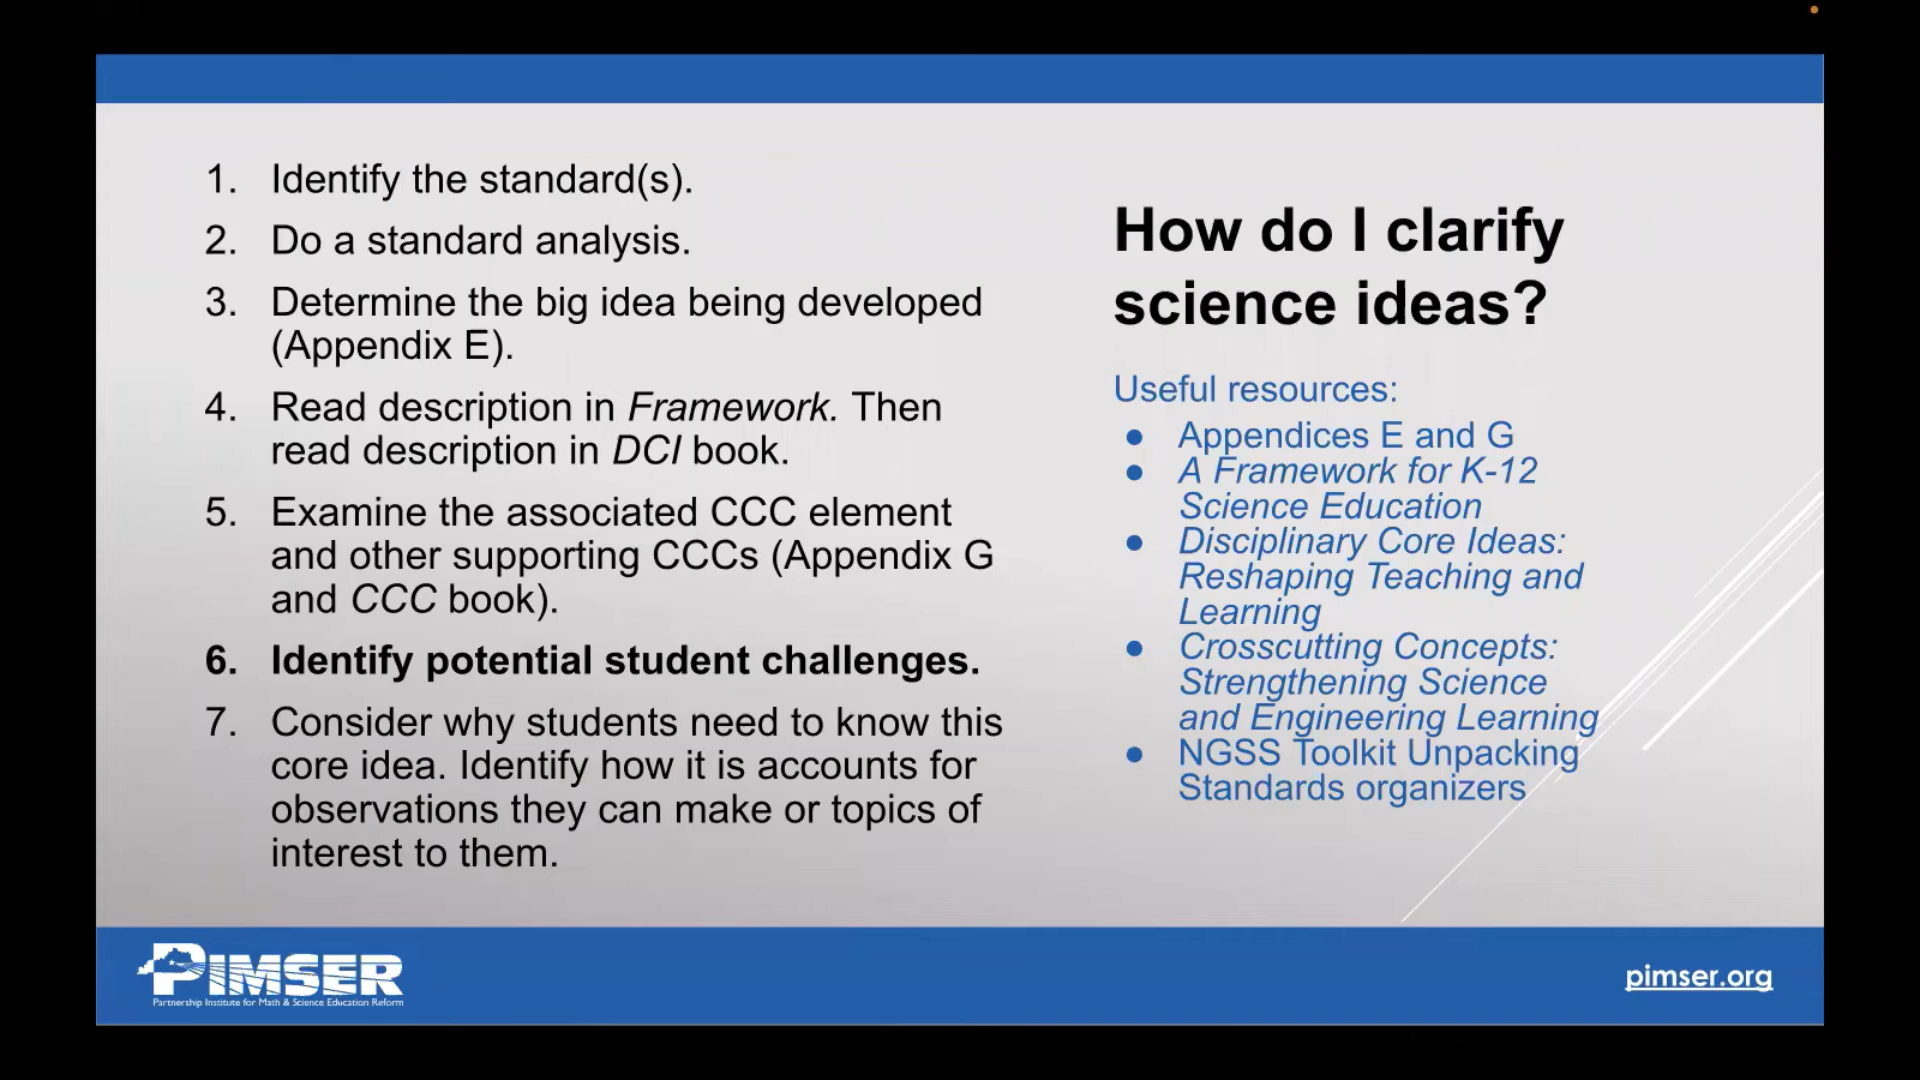 1. Identify the standard(s).
2. Do a standard analysis.
3. Determine the big idea being developed
(Appendix E).
4. Read description in Framework. Then
read description in DCI book.
5. Examine the associated CCC element
and other supporting CCCs (Appendix G
and CCC book).
6. Identify potential student challenges.
7. Consider why students need to know this
core idea. Identify how it is accounts for
observations they can make or topics of
interest to them.
How do I clarify
science ideas?
Useful resources:
● Appendices E and G
● A Framework for K-12
Science Education
● Disciplinary Core Ideas:
Reshaping Teaching and
Learning
● Crosscutting Concepts:
Strengthening Science
and Engineering Learning
● NGSS Toolkit Unpacking
Standards organizers
PIMSER
Partnership Institute for Math & Science Education Reform
pimser.org